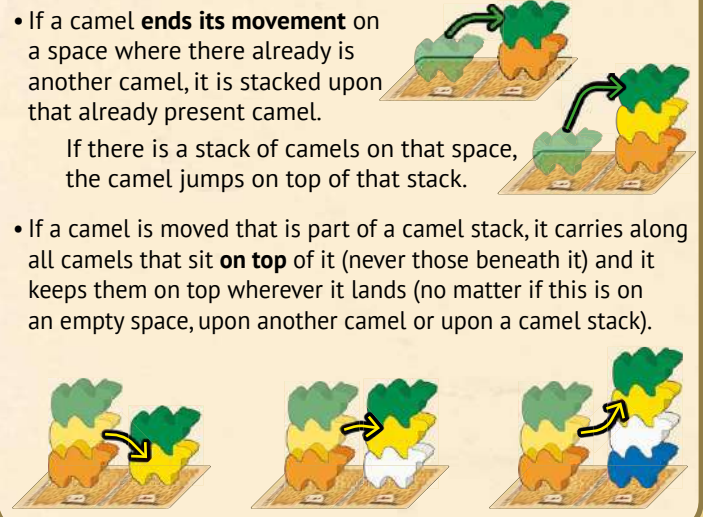 • If a camel ends its movement on
a space where there already is
another camel, it is stacked upon
that already present camel.
If there is a stack of camels on that space,
the camel jumps on top of that stack.
• If a camel is moved that is part of a camel stack, it carries along
all camels that sit on top of it (never those beneath it) and it
keeps them on top wherever it lands (no matter if this is on
an empty space, upon another camel or upon a camel stack).